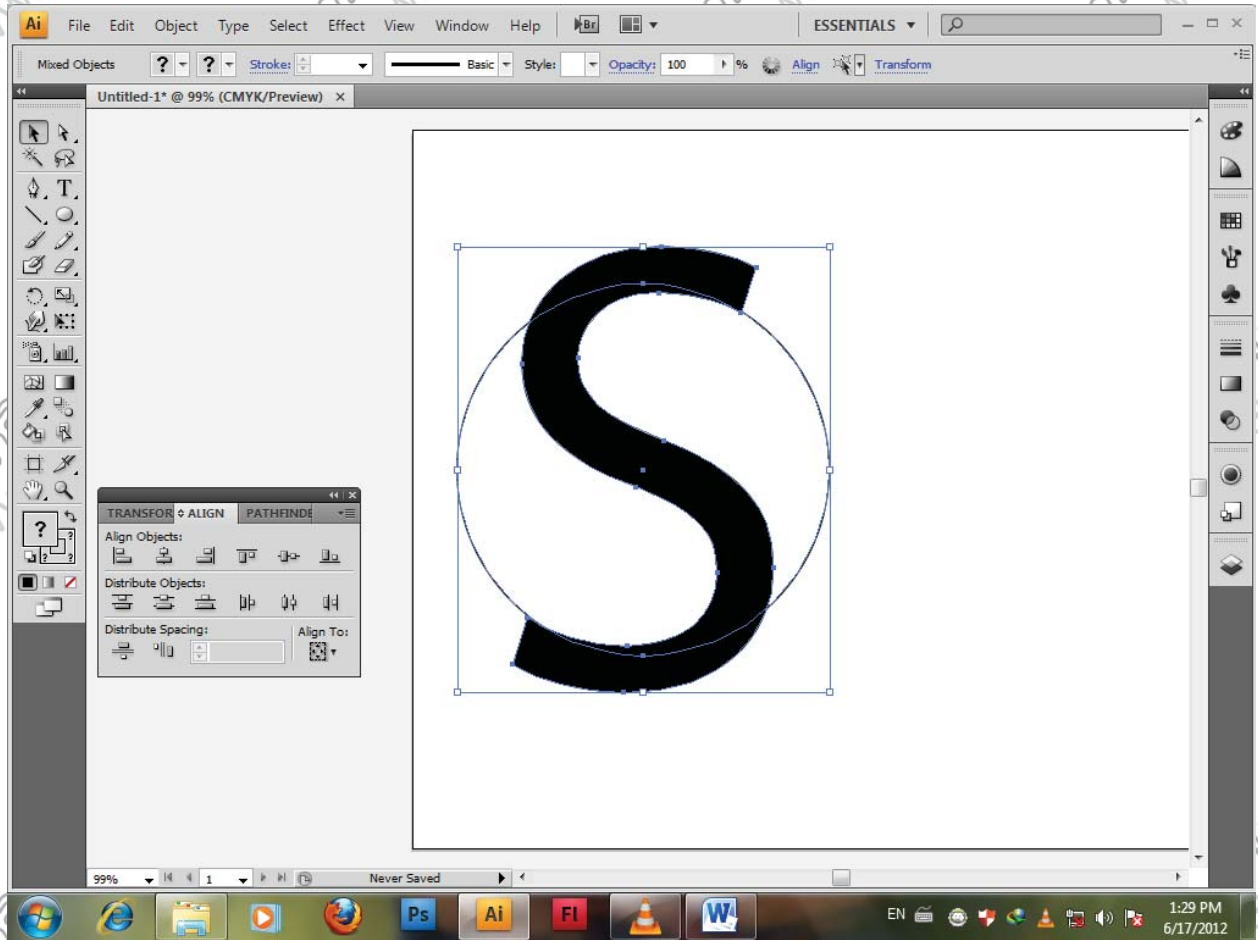 Ai File Edit Object Type Select Effect View Window Help Br ESSENTIALS
Mixed Objects ? ? Stroke: Basic Style: Opacity: 100 % Align Transform
Untitled-1* @ 99% (CMYK/Preview) ×
T
S
TRANSFOR ALIGN PATHFINDE
Align Objects:
Distribute Objects:
Distribute Spacing: Align To:
? ? ?
99% 1 Never Saved
Ps Ai Fl W EN 1:29 PM
6/17/2012